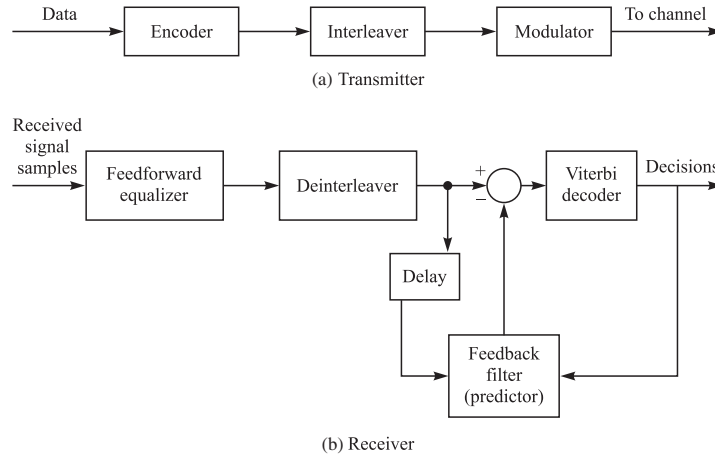 Data
Encoder
Interleaver
Modulator
To channel
(a) Transmitter
Received
signal
samples
Feedforward
equalizer
Deinterleaver
+
−
Viterbi
decoder
Decisions
Delay
Feedback
filter
(predictor)
(b) Receiver